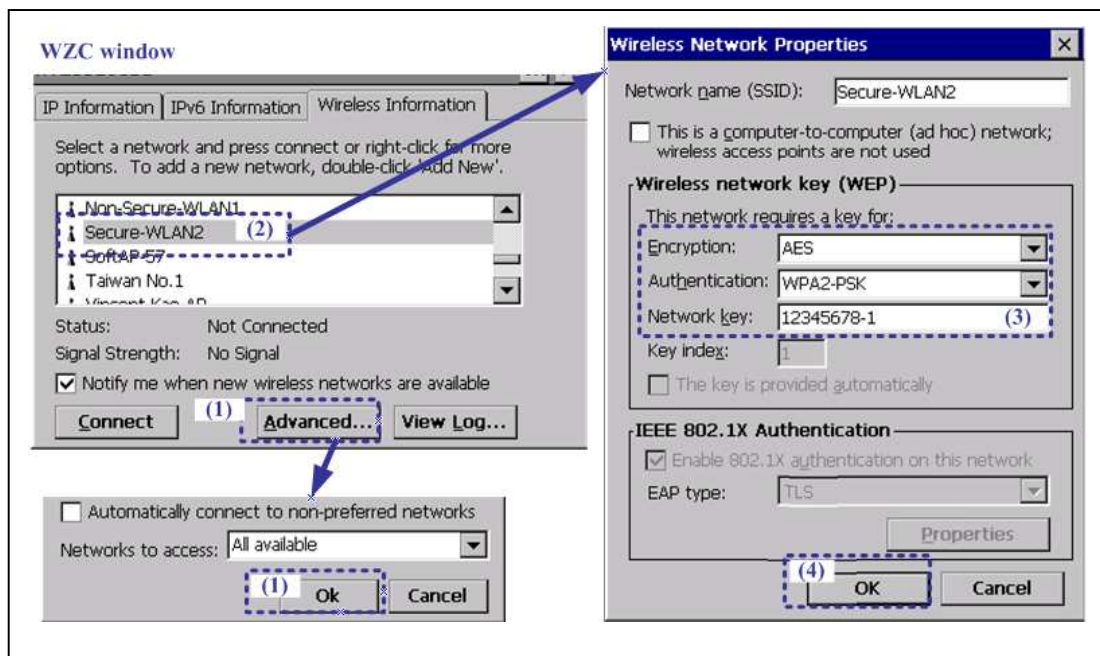 WZC window
IP Information
IPv6 Information
Wireless Information
Select a network and press connect or right-click for more
options. To add a new network, double-click 'Add New'.
Non-Secure-WLAN1
Secure-WLAN2
(2)
SoftAP-57
Taiwan No.1
Vincent Kao AP
Status: Not Connected
Signal Strength: No Signal
Notify me when new wireless networks are available
(1)
Connect
Advanced...
View Log...
Automatically connect to non-preferred networks
Networks to access: All available
(1)
Ok
Cancel
Wireless Network Properties
Network name (SSID): Secure-WLAN2
This is a computer-to-computer (ad hoc) network;
wireless access points are not used
Wireless network key (WEP)
This network requires a key for:
Encryption: AES
Authentication: WPA2-PSK
Network key: 12345678-1
(3)
Key index: 1
The key is provided automatically
IEEE 802.1X Authentication
Enable 802.1X authentication on this network
EAP type: TLS
Properties
(4)
OK
Cancel